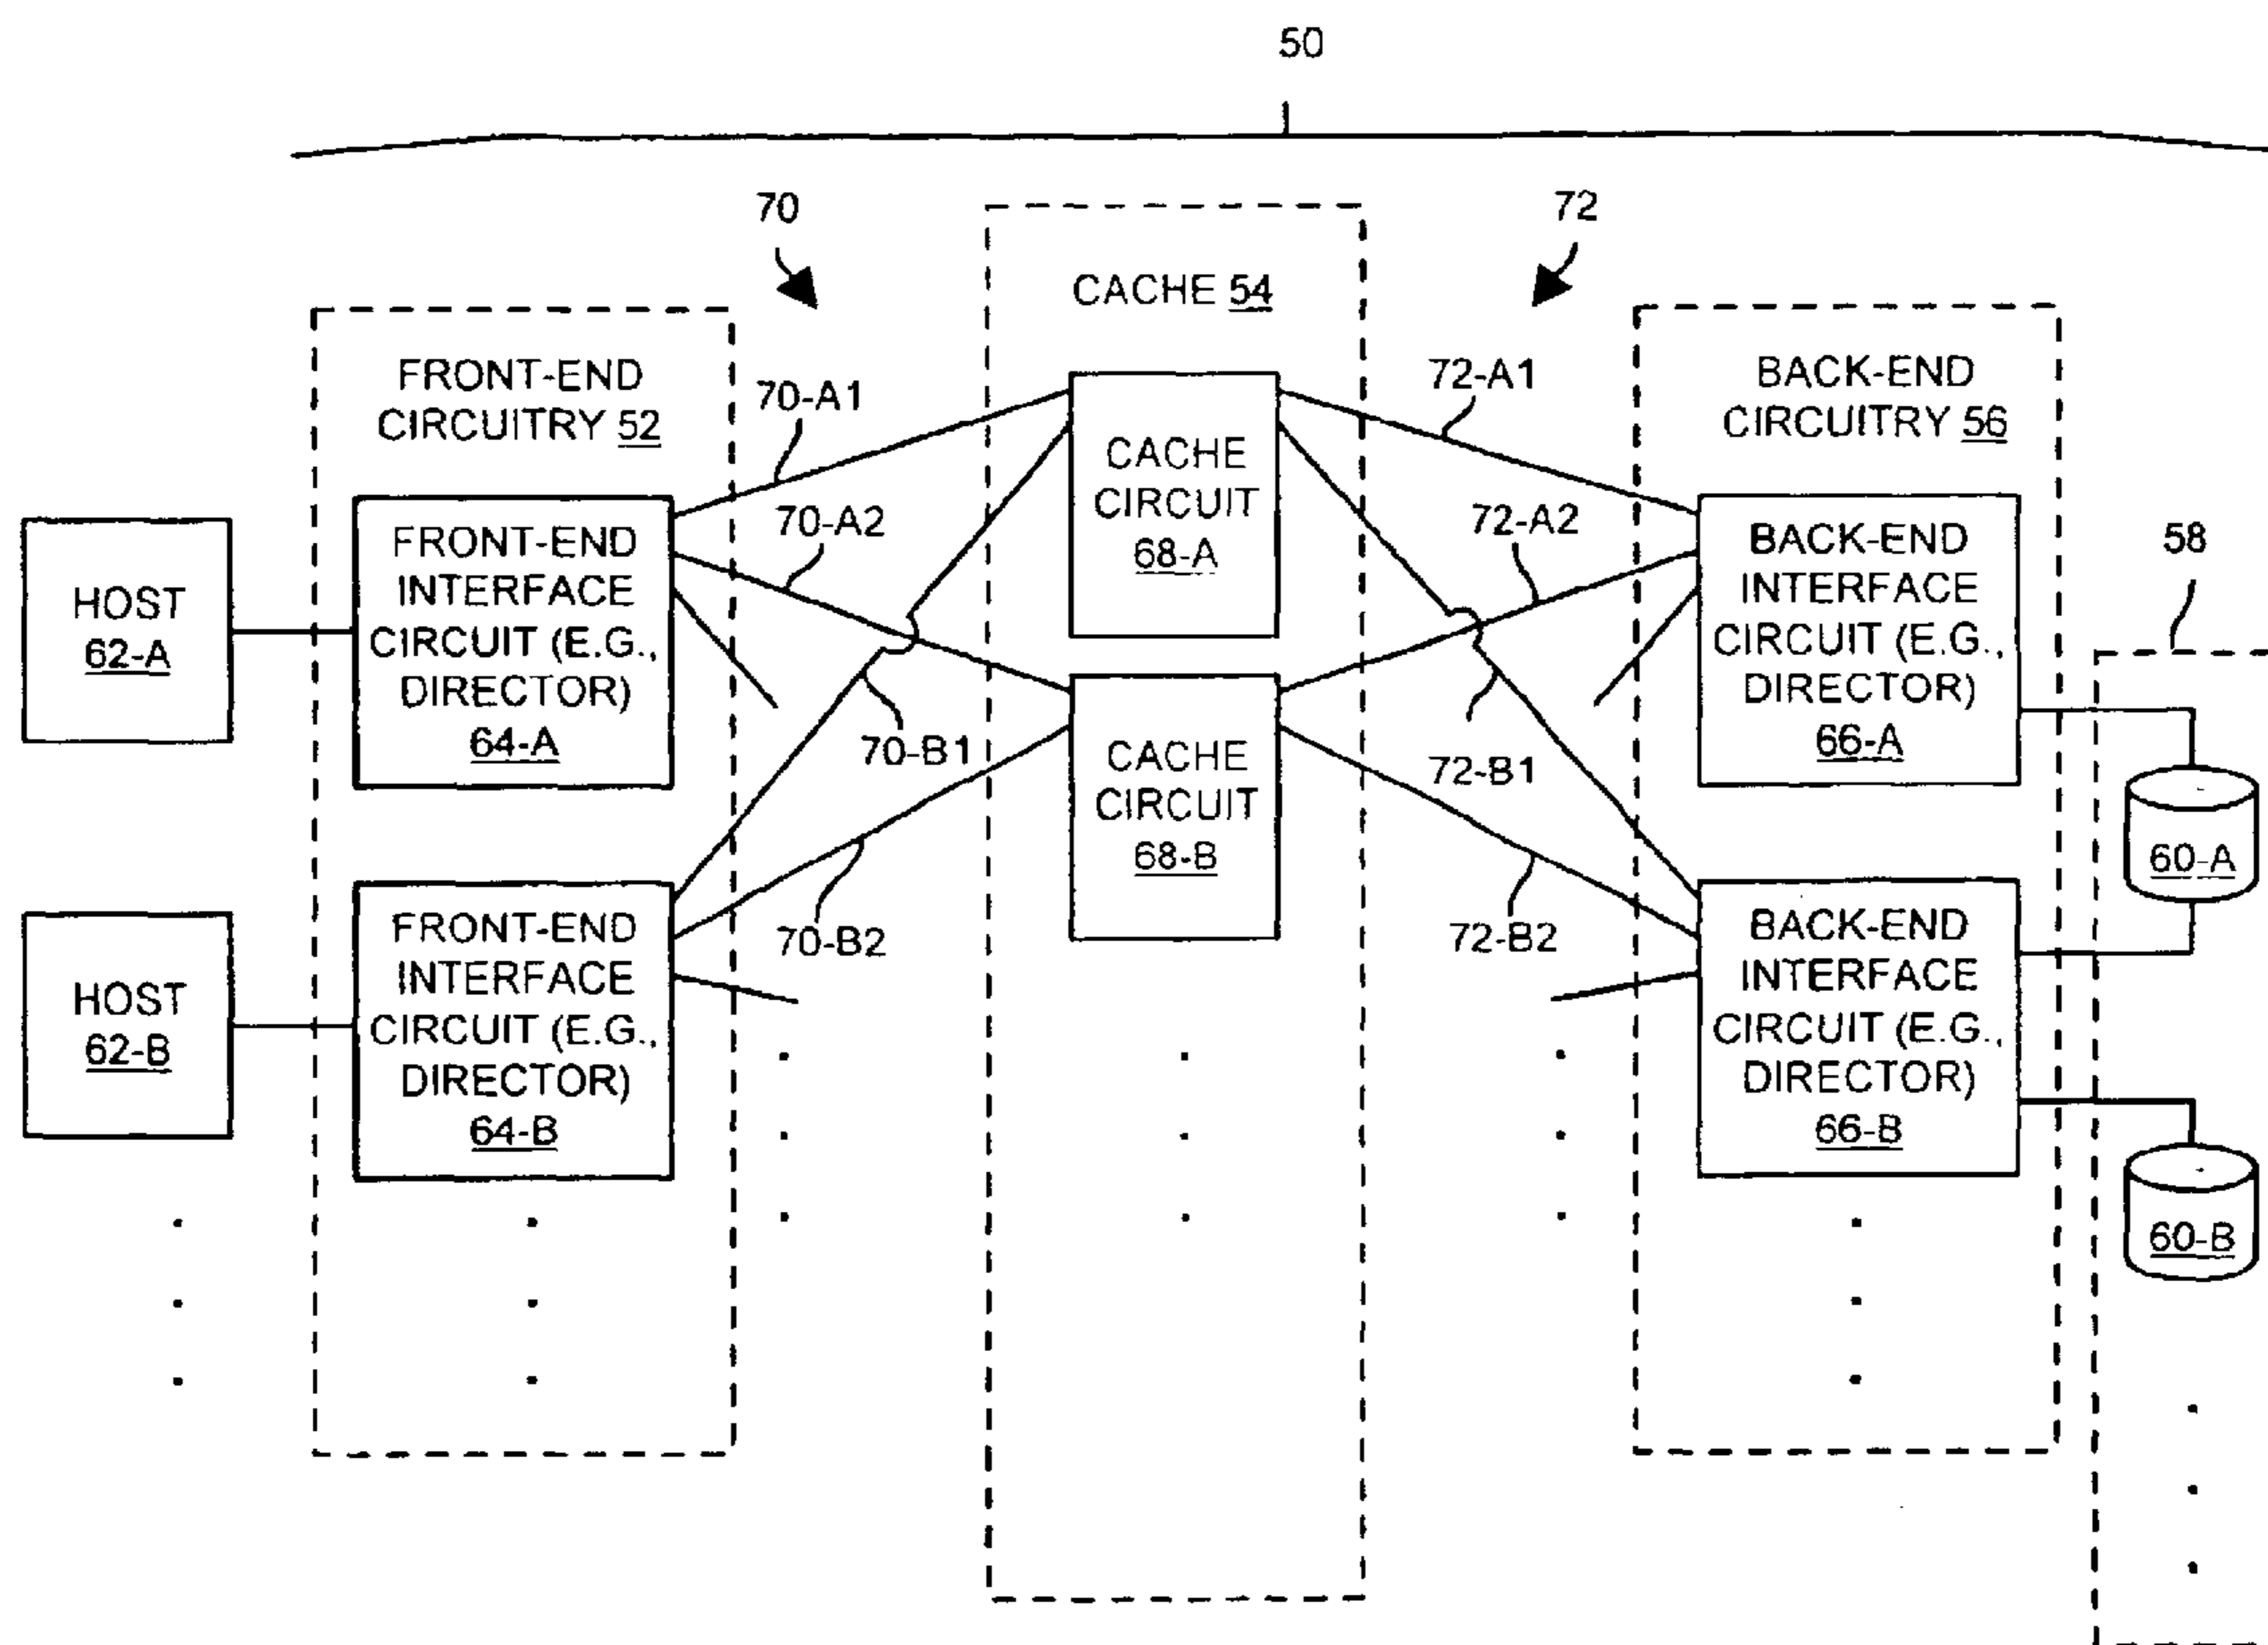 50
70
72
CACHE 54
FRONT-END
CIRCUITRY 52
BACK-END
CIRCUITRY 56
70-A1
72-A1
70-A2
72-A2
58
HOST
62-A
FRONT-END
INTERFACE
CIRCUIT (E.G.,
DIRECTOR)
64-A
CACHE
CIRCUIT
68-A
BACK-END
INTERFACE
CIRCUIT (E.G.,
DIRECTOR)
66-A
70-B1
72-B1
CACHE
CIRCUIT
68-B
60-A
70-B2
72-B2
HOST
62-B
FRONT-END
INTERFACE
CIRCUIT (E.G.,
DIRECTOR)
64-B
BACK-END
INTERFACE
CIRCUIT (E.G.,
DIRECTOR)
66-B
60-B